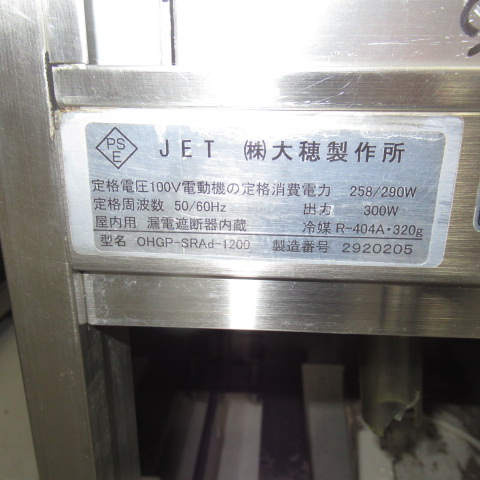 PS
E
JET ㈱大穂製作所
定格電圧100V電動機の定格消費電力 258/290W
定格周波数 50/60Hz 出力 300W
屋内用 漏電遮断器内蔵 冷媒 R-404A・320g
型名 OHGP-SRAd-1200 製造番号 2920205